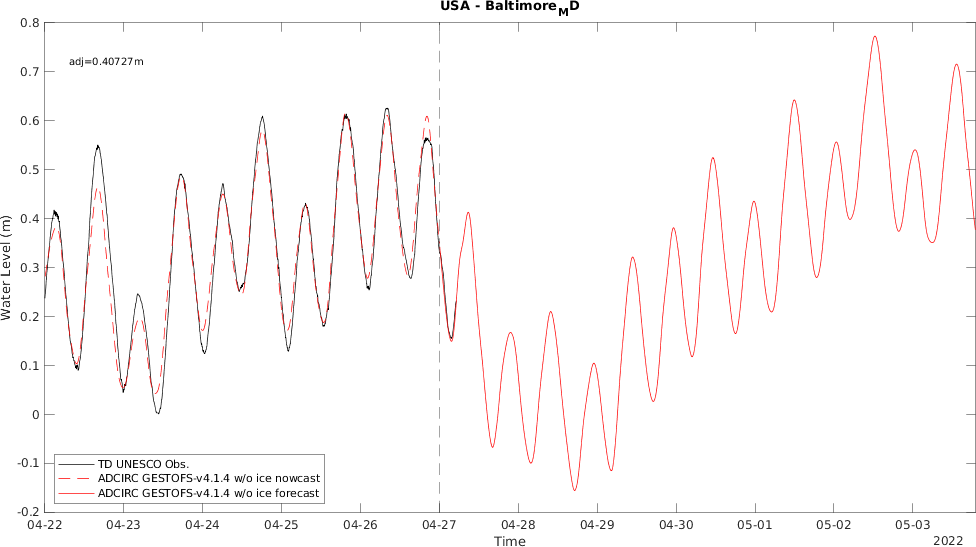 USA - Baltimore_MD
0.8
0.7
0.6
0.5
0.4
0.3
0.2
0.1
0
-0.1
-0.2
Water Level (m)
adj=0.40727m
TD UNESCO Obs.
ADCIRC GESTOFS-v4.1.4 w/o ice nowcast
ADCIRC GESTOFS-v4.1.4 w/o ice forecast
04-22 04-23 04-24 04-25 04-26 04-27 04-28 04-29 04-30 05-01 05-02 05-03
Time
2022